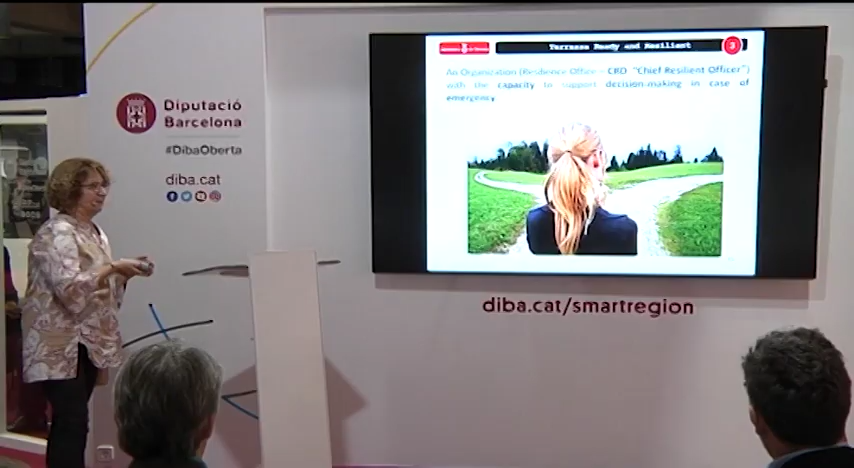 Diputació
Barcelona
#DibaOberta
diba.cat
Terrassa Ready and Resilient
3
An Organization (Resilience Office – CRO "Chief Resilient Officer")
with the capacity to support decision-making in case of
emergency
diba.cat/smartregion